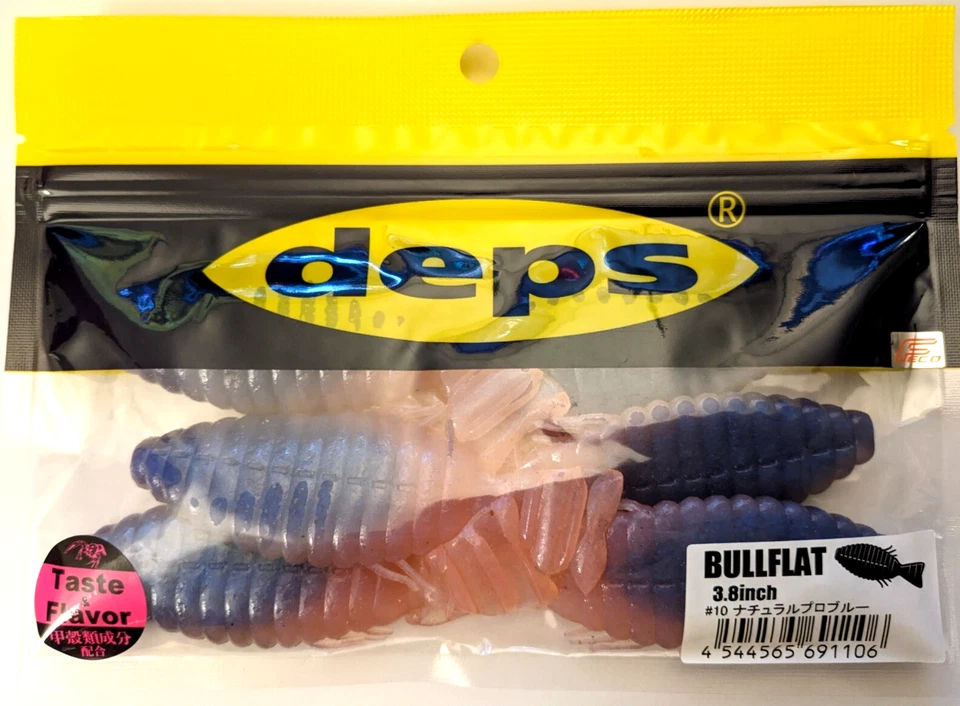 deps®
FECO
Taste
&
Flavor
甲殻類成分
配合
BULLFLAT
3.8inch
#10 ナチュラルプロブルー
4 544565 691106